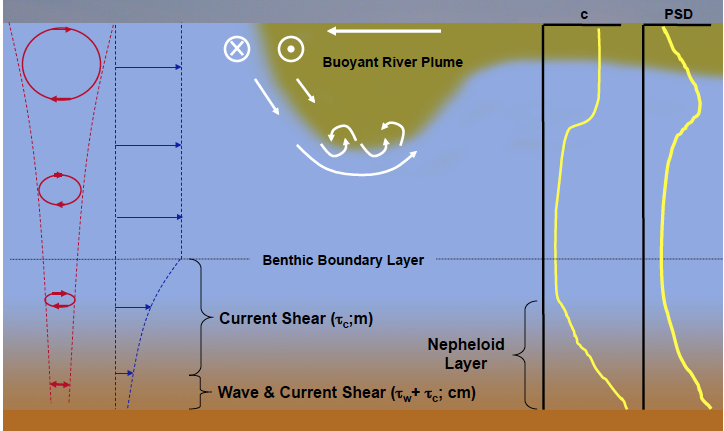 c
PSD
Buoyant River Plume
Benthic Boundary Layer
Current Shear (τc;m)
Nepheloid
Layer
Wave & Current Shear (τw+ τc; cm)